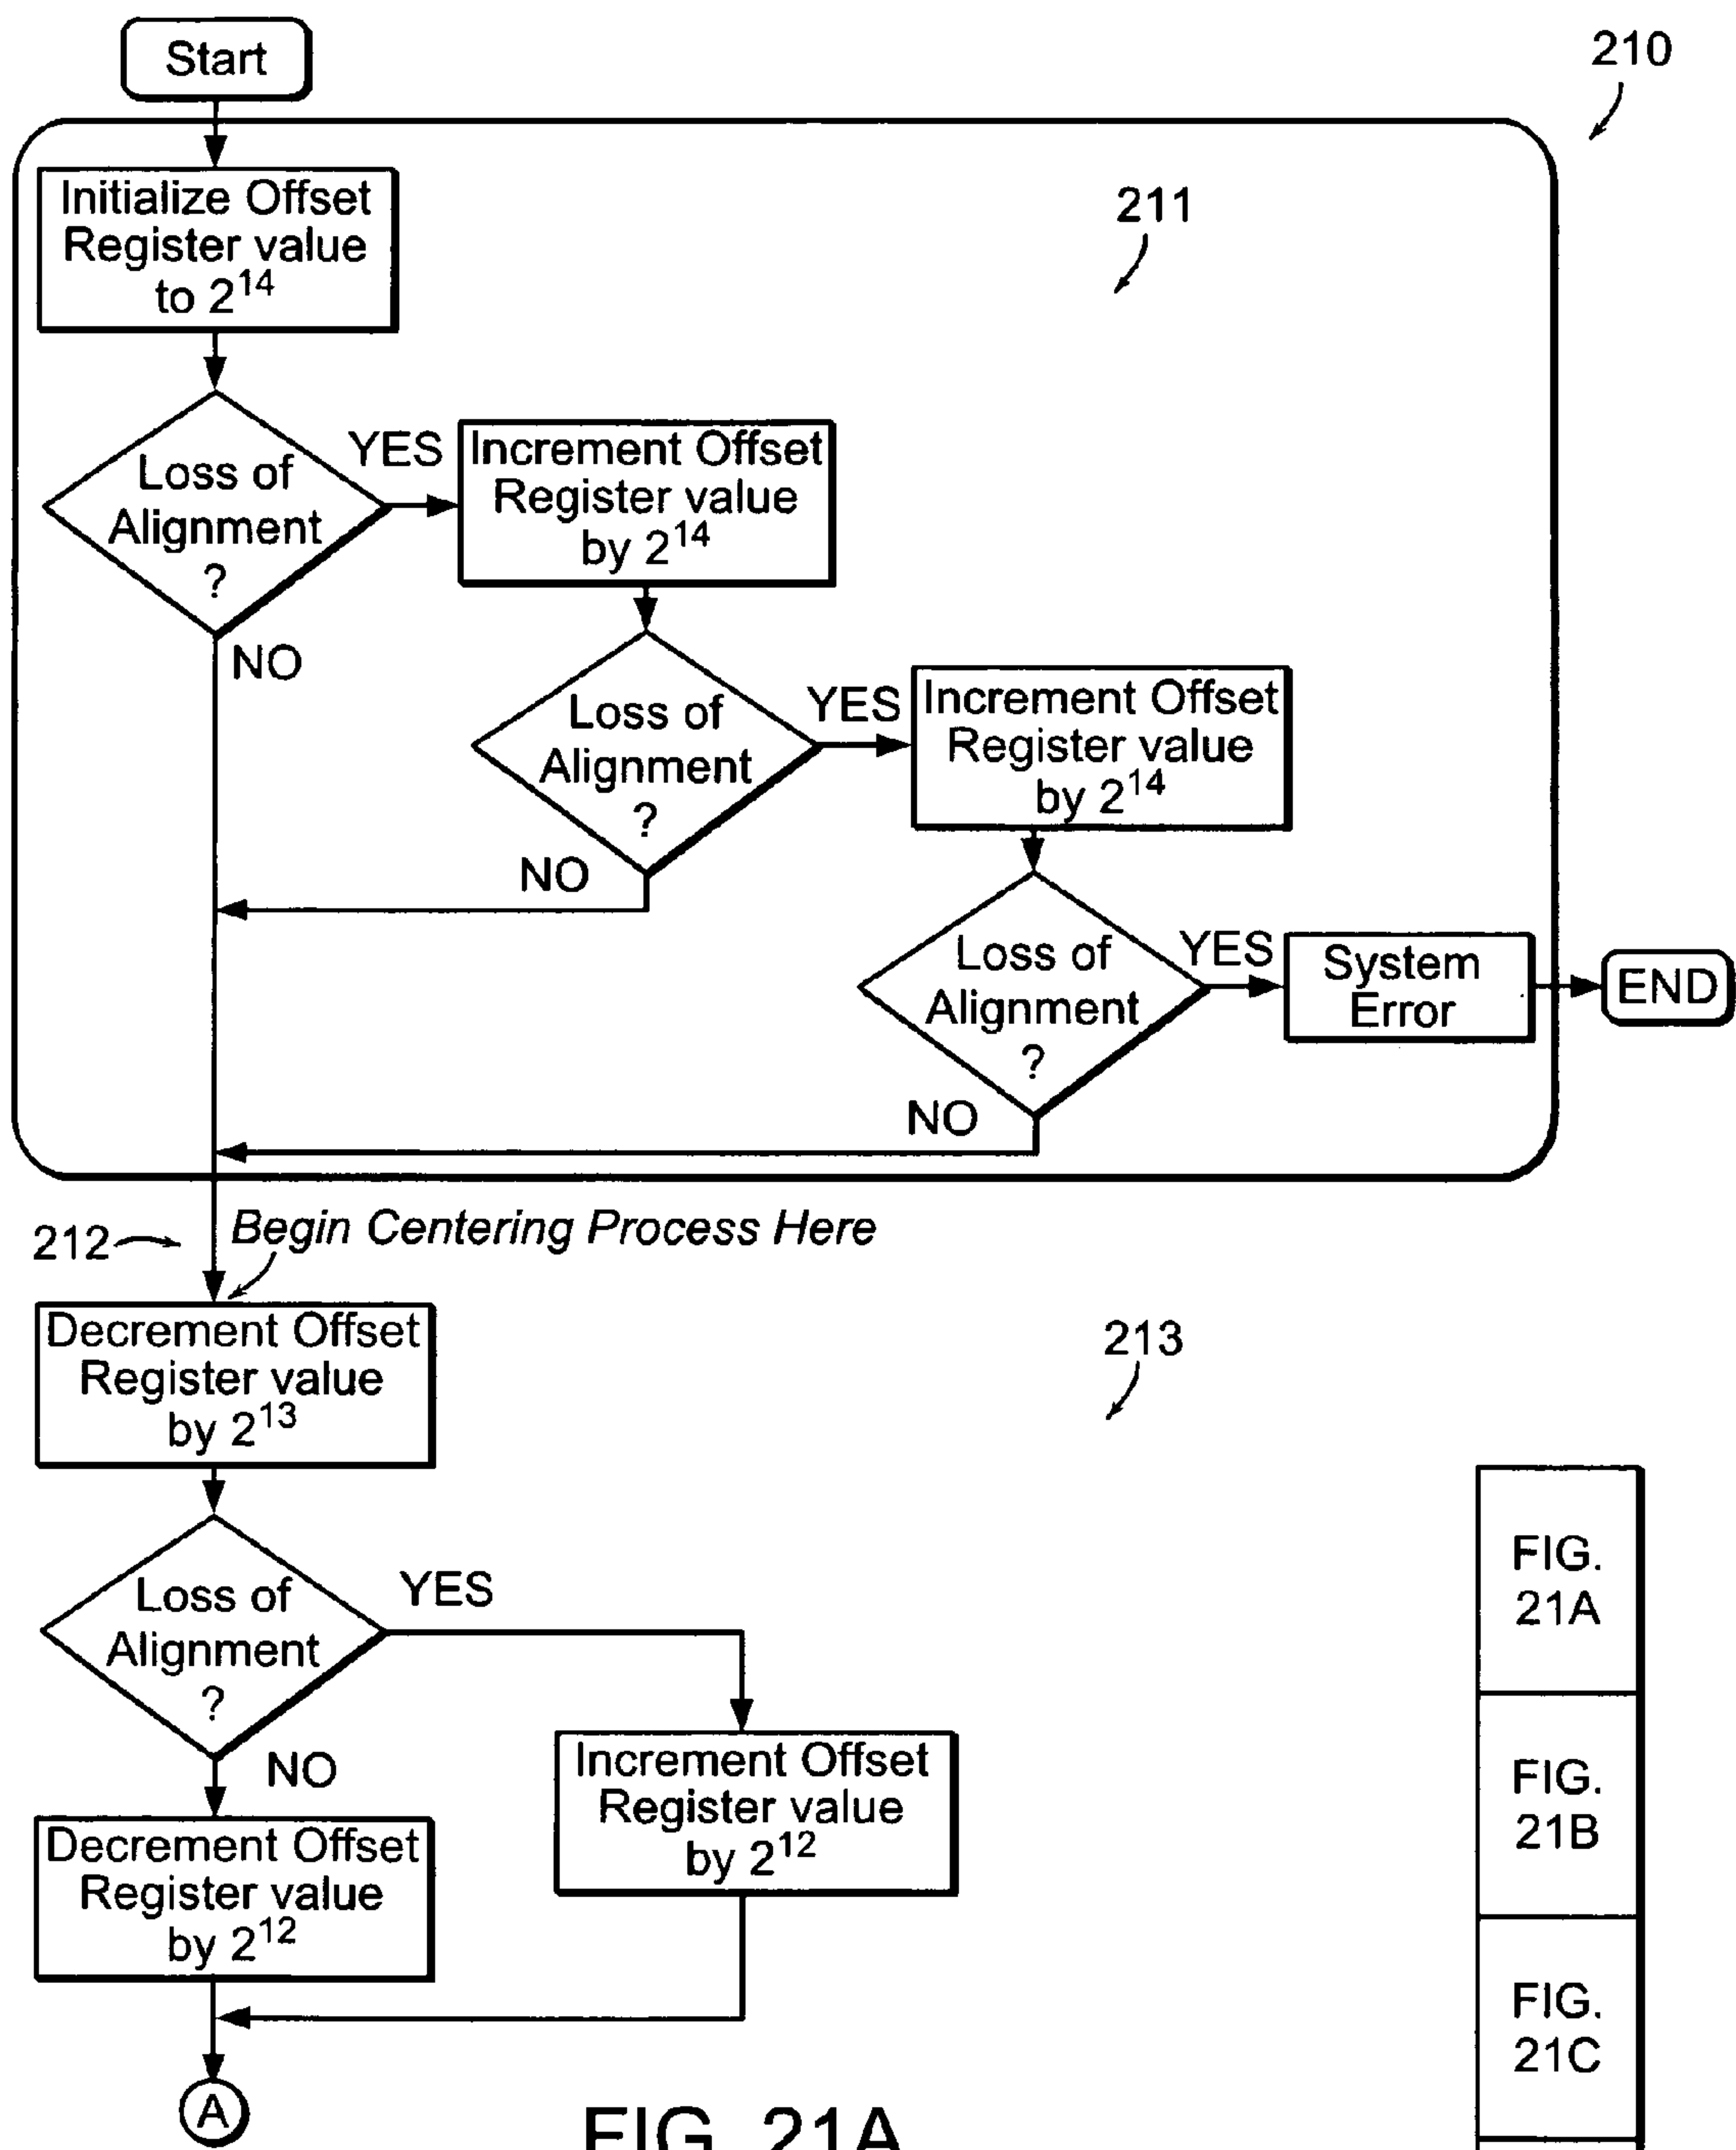 Start
210
Initialize Offset
Register value
to 2¹⁴
211
Loss of
Alignment
?
YES
NO
Increment Offset
Register value
by 2¹⁴
Loss of
Alignment
?
YES
NO
Increment Offset
Register value
by 2¹⁴
Loss of
Alignment
?
YES
NO
System
Error
END
212
Begin Centering Process Here
Decrement Offset
Register value
by 2¹³
213
Loss of
Alignment
?
YES
NO
Increment Offset
Register value
by 2¹²
Decrement Offset
Register value
by 2¹²
A
FIG.
21A
FIG.
21B
FIG.
21C
FIG. 21A